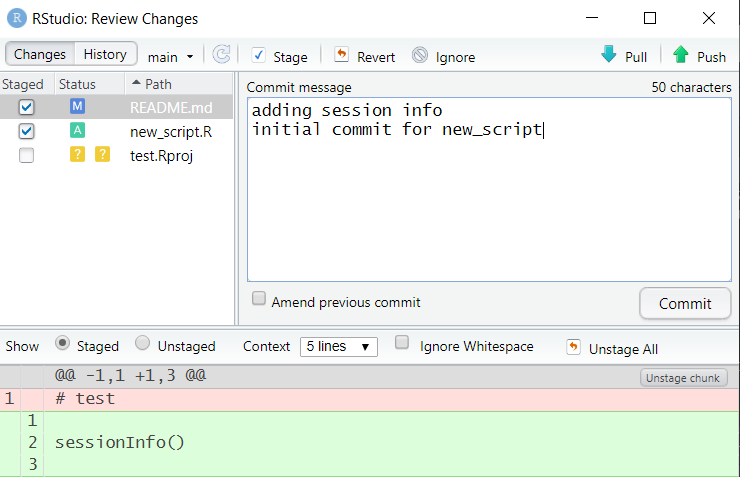 R RStudio: Review Changes
Changes History main Stage Revert Ignore Pull Push
Staged Status Path
M README.md
A new_script.R
? ? test.Rproj
Commit message 50 characters
adding session info
initial commit for new_script
Amend previous commit Commit
Show Staged Unstaged Context 5 lines Ignore Whitespace Unstage All
@@ -1,1 +1,3 @@ Unstage chunk
1 # test
1
2 sessionInfo()
3